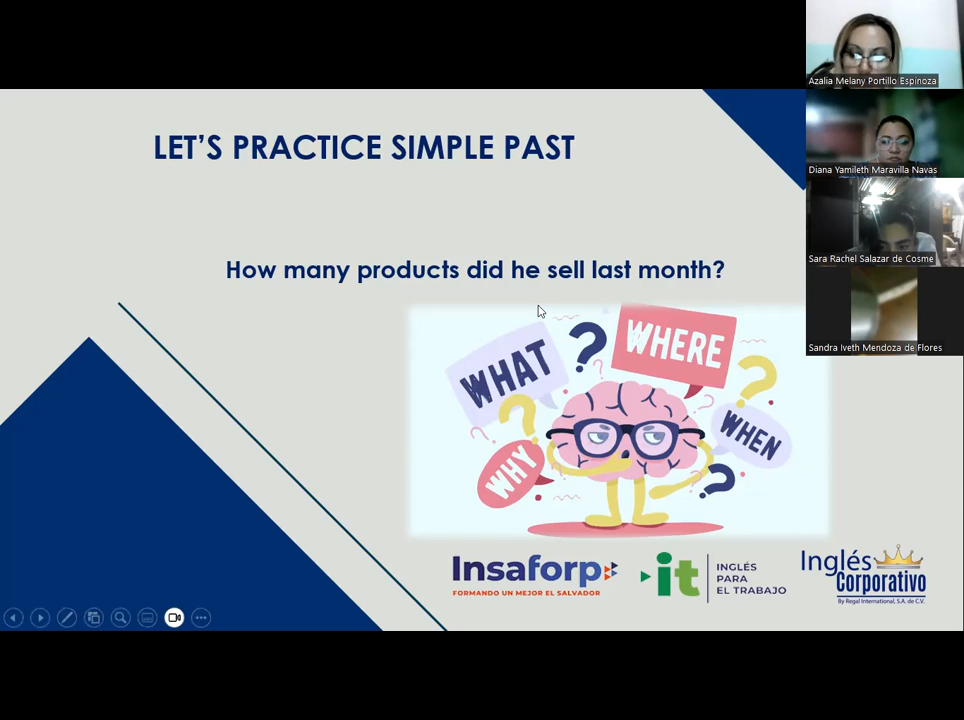 LET'S PRACTICE SIMPLE PAST
How many products did he sell last month?
WHAT
WHERE
WHY
WHEN
Insaforp
FORMANDO UN MEJOR EL SALVADOR
it
INGLÉS
PARA
EL TRABAJO
Inglés
Corporativo
By Regal International, S.A. de C.V.
Azalia Melany Portillo Espinoza
Diana Yamileth Maravilla Navas
Sara Rachel Salazar de Cosme
Sandra Iveth Mendoza de Flores